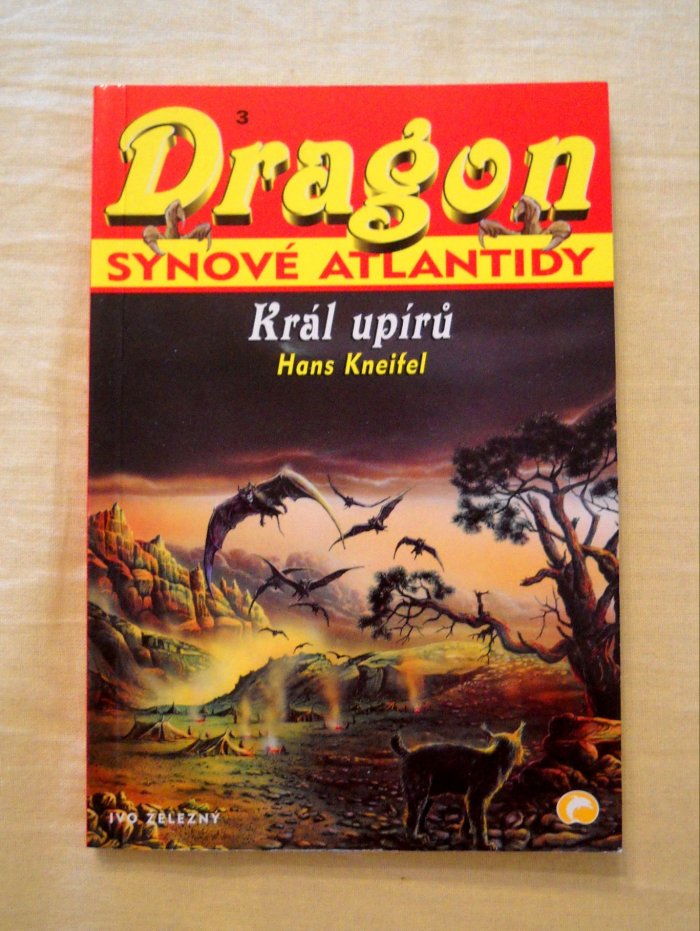 3
Dragon
SYNOVÉ ATLANTIDY
Král upírů
Hans Kneifel
IVO ŽELEZNÝ